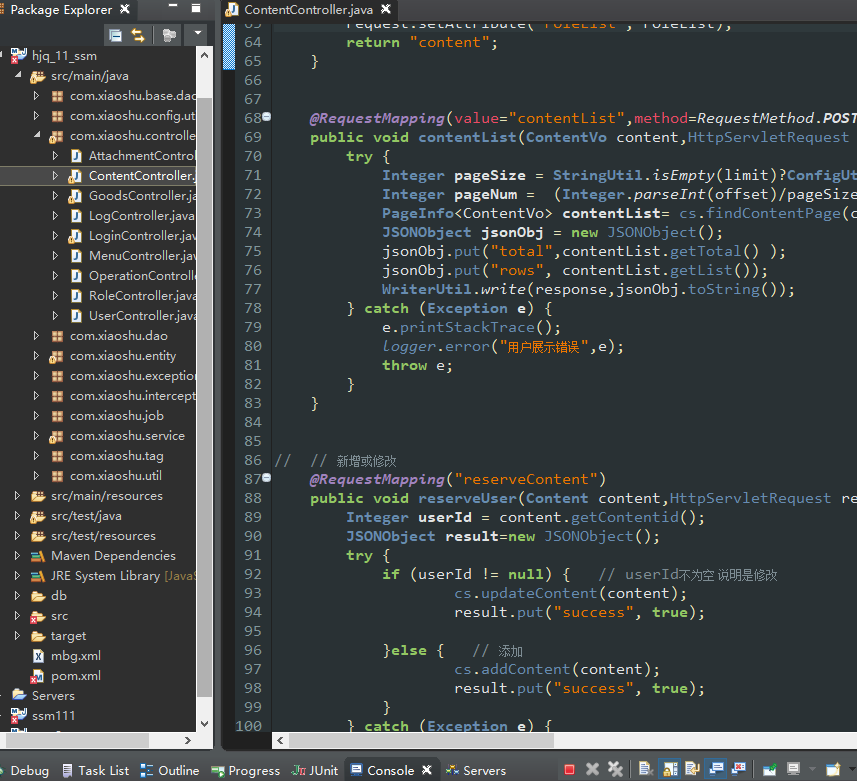 Package Explorer
hjq_11_ssm
src/main/java
com.xiaoshu.base.dao
com.xiaoshu.config.ut
com.xiaoshu.controlle
AttachmentControl
ContentController.
GoodsController.ja
LogController.java
LoginController.jav
MenuController.jav
OperationControlle
RoleController.java
UserController.java
com.xiaoshu.dao
com.xiaoshu.entity
com.xiaoshu.exception
com.xiaoshu.intercept
com.xiaoshu.job
com.xiaoshu.service
com.xiaoshu.tag
com.xiaoshu.util
src/main/resources
src/test/java
src/test/resources
Maven Dependencies
JRE System Library [JavaS
db
src
target
mbg.xml
pom.xml
Servers
ssm111
ContentController.java
63 request.setAttribute("roleList", roleList);
64 return "content";
65 }
66
67
68 @RequestMapping(value="contentList",method=RequestMethod.POST
69 public void contentList(ContentVo content,HttpServletRequest
70 try {
71 Integer pageSize = StringUtil.isEmpty(limit)?ConfigUt
72 Integer pageNum =  (Integer.parseInt(offset)/pageSize
73 PageInfo<ContentVo> contentList= cs.findContentPage(c
74 JSONObject jsonObj = new JSONObject();
75 jsonObj.put("total",contentList.getTotal() );
76 jsonObj.put("rows", contentList.getList());
77 WriterUtil.write(response,jsonObj.toString());
78 } catch (Exception e) {
79 e.printStackTrace();
80 logger.error("用户展示错误",e);
81 throw e;
82 }
83 }
84
85
86 // // 新增或修改
87 @RequestMapping("reserveContent")
88 public void reserveUser(Content content,HttpServletRequest re
89 Integer userId = content.getContentid();
90 JSONObject result=new JSONObject();
91 try {
92 if (userId != null) { // userId不为空 说明是修改
93 cs.updateContent(content);
94 result.put("success", true);
95
96 }else { // 添加
97 cs.addContent(content);
98 result.put("success", true);
99 }
100 } catch (Exception e) {
Debug Task List Outline Progress JUnit Console Servers